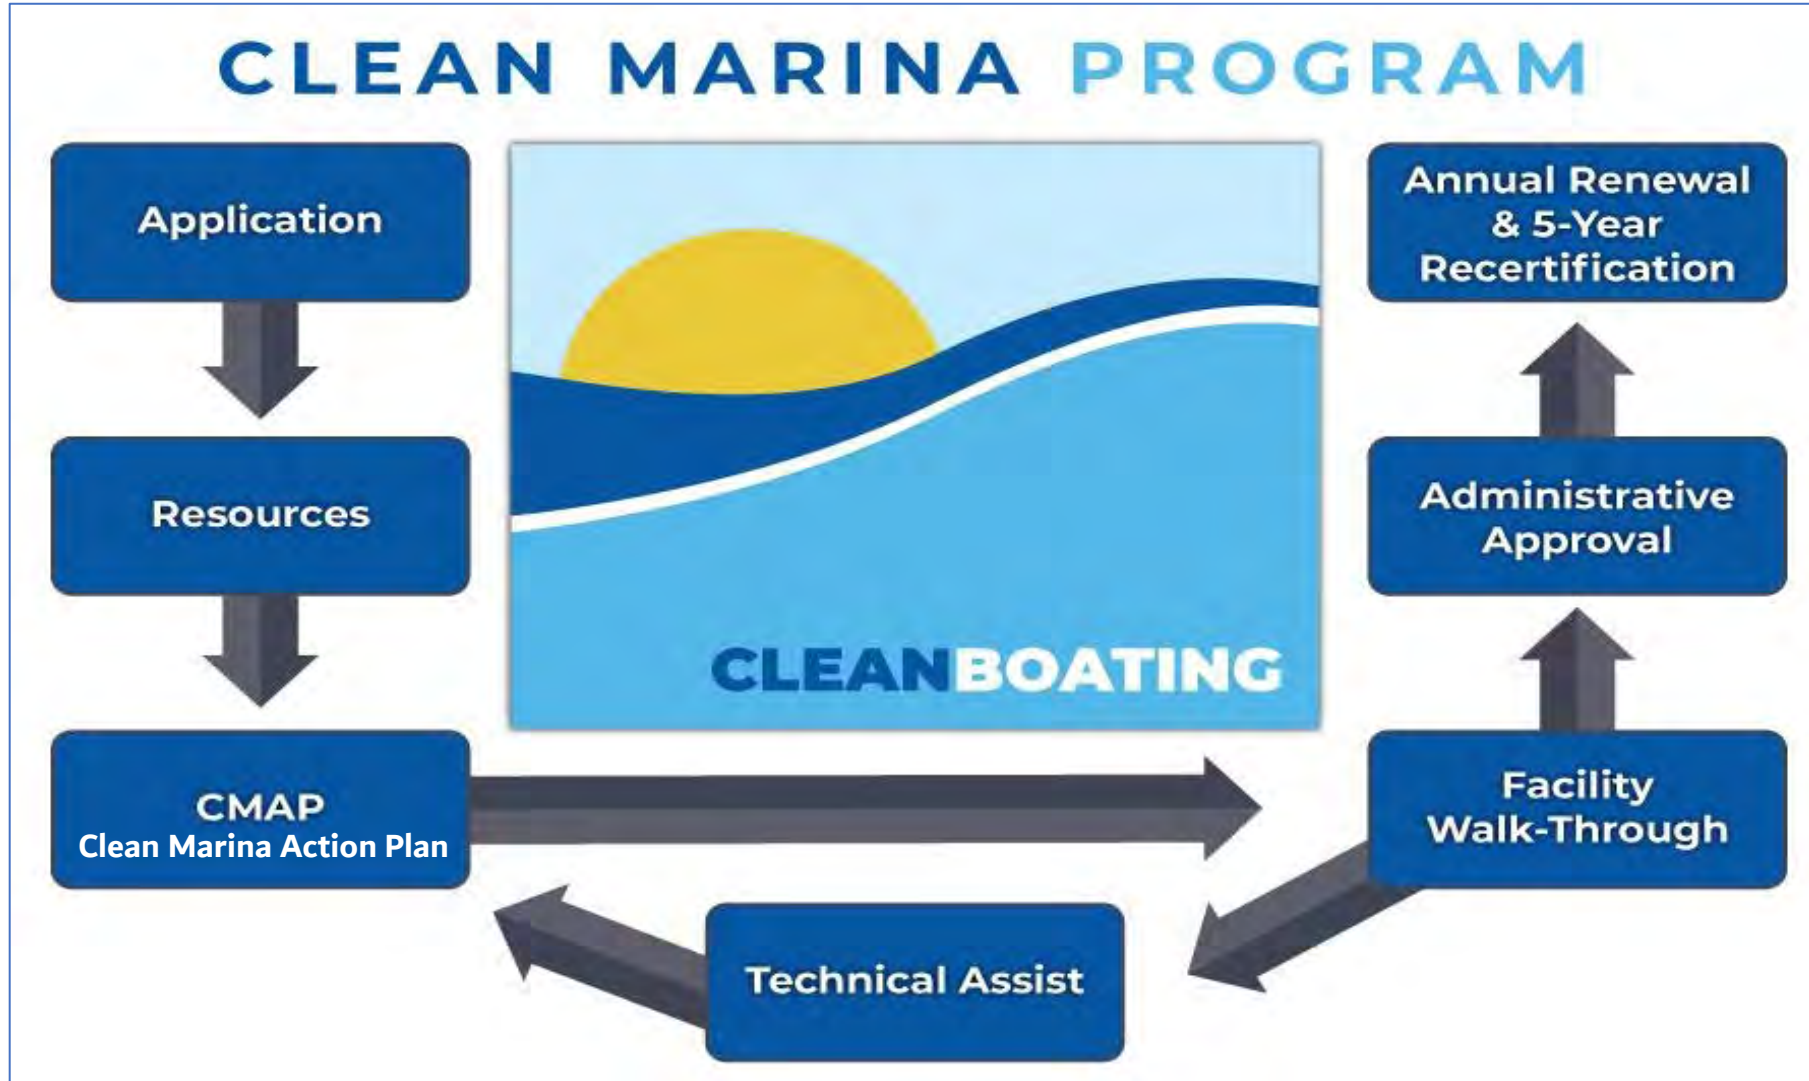 CLEAN MARINA PROGRAM
Application
Resources
CMAP
Clean Marina Action Plan
CLEANBOATING
Technical Assist
Facility
Walk-Through
Administrative
Approval
Annual Renewal
& 5-Year
Recertification